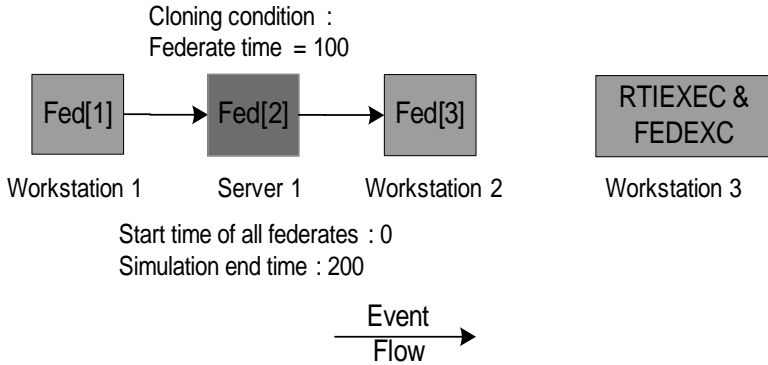 Cloning condition :
Federate time = 100
Fed[1]
Fed[2]
Fed[3]
RTIEXEC &
FEDEXC
Workstation 1
Server 1
Workstation 2
Workstation 3
Start time of all federates : 0
Simulation end time : 200
Event
Flow